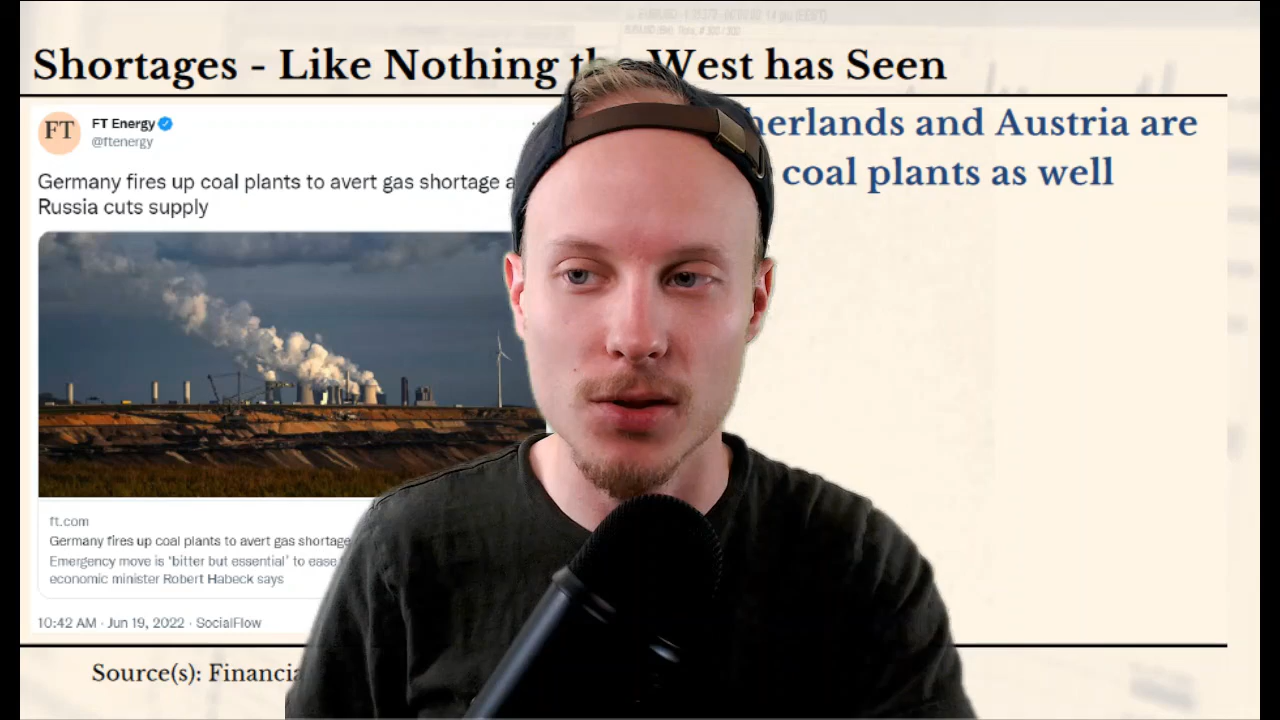 Shortages - Like Nothing the West has Seen
FT
FT Energy
@ftenergy
herlands and Austria are
coal plants as well
Germany fires up coal plants to avert gas shortage a
Russia cuts supply
ft.com
Germany fires up coal plants to avert gas shortage
Emergency move is 'bitter but essential' to ease
economic minister Robert Habeck says
10:42 AM · Jun 19, 2022 · SocialFlow
Source(s): Financia